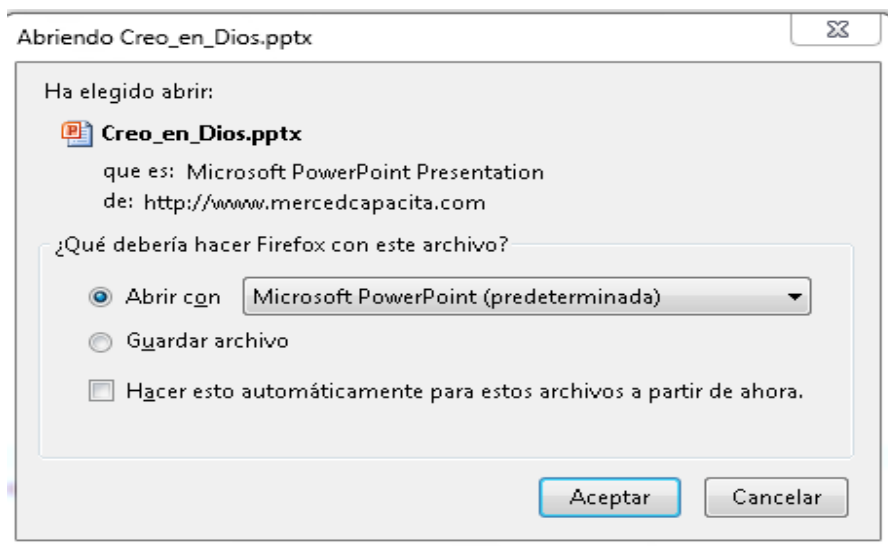 Abriendo Creo_en_Dios.pptx
Ha elegido abrir:
Creo_en_Dios.pptx
que es: Microsoft PowerPoint Presentation
de: http://www.mercedcapacita.com
¿Qué debería hacer Firefox con este archivo?
Abrir con Microsoft PowerPoint (predeterminada)
Guardar archivo
Hacer esto automáticamente para estos archivos a partir de ahora.
Aceptar Cancelar